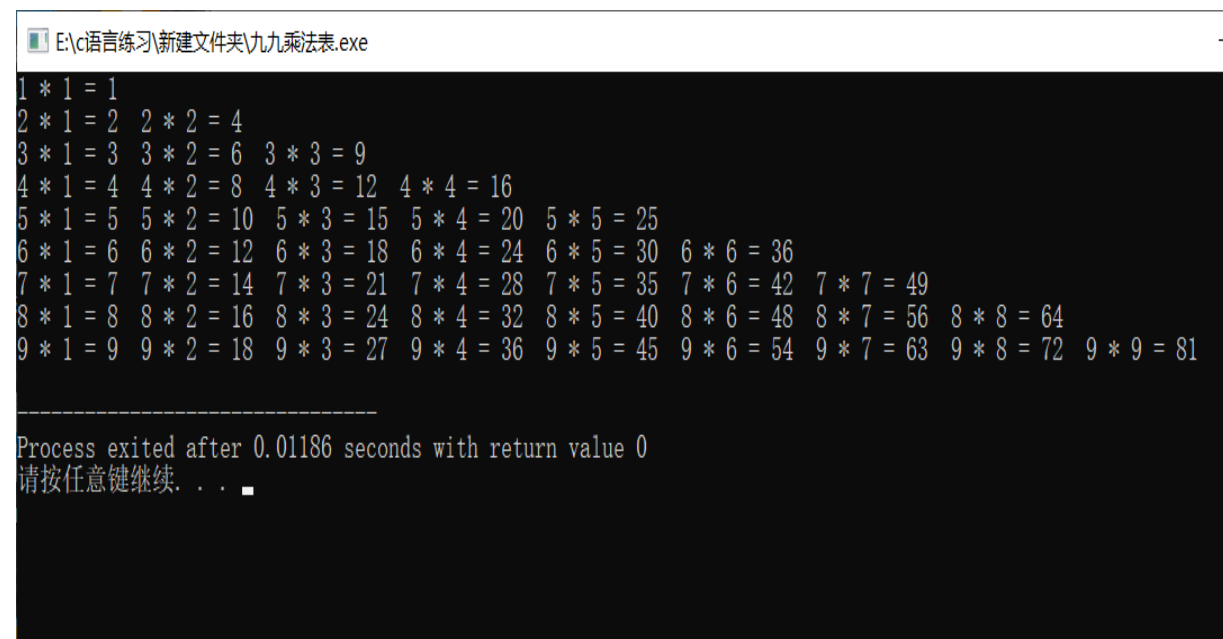 E:\c语言练习\新建文件夹\九九乘法表.exe
1 * 1 = 1
2 * 1 = 2  2 * 2 = 4
3 * 1 = 3  3 * 2 = 6  3 * 3 = 9
4 * 1 = 4  4 * 2 = 8  4 * 3 = 12  4 * 4 = 16
5 * 1 = 5  5 * 2 = 10  5 * 3 = 15  5 * 4 = 20  5 * 5 = 25
6 * 1 = 6  6 * 2 = 12  6 * 3 = 18  6 * 4 = 24  6 * 5 = 30  6 * 6 = 36
7 * 1 = 7  7 * 2 = 14  7 * 3 = 21  7 * 4 = 28  7 * 5 = 35  7 * 6 = 42  7 * 7 = 49
8 * 1 = 8  8 * 2 = 16  8 * 3 = 24  8 * 4 = 32  8 * 5 = 40  8 * 6 = 48  8 * 7 = 56  8 * 8 = 64
9 * 1 = 9  9 * 2 = 18  9 * 3 = 27  9 * 4 = 36  9 * 5 = 45  9 * 6 = 54  9 * 7 = 63  9 * 8 = 72  9 * 9 = 81
--------------------------------
Process exited after 0.01186 seconds with return value 0
请按任意键继续. . .